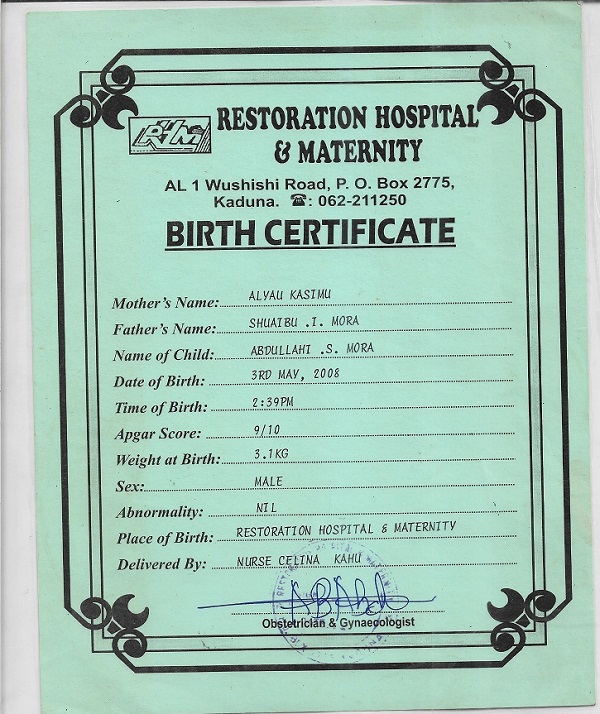 RHM RESTORATION HOSPITAL
& MATERNITY
AL 1 Wushishi Road, P. O. Box 2775,
Kaduna. ☎: 062-211250
BIRTH CERTIFICATE
Mother's Name: ALYAU KASIMU
Father's Name: SHUAIBU .I. MORA
Name of Child: ABDULLAHI .S. MORA
Date of Birth: 3RD MAY, 2008
Time of Birth: 2:39PM
Apgar Score: 9/10
Weight at Birth: 3.1KG
Sex: MALE
Abnormality: NIL
Place of Birth: RESTORATION HOSPITAL & MATERNITY
Delivered By: NURSE CELINA KAHU
Obstetrician & Gynaecologist